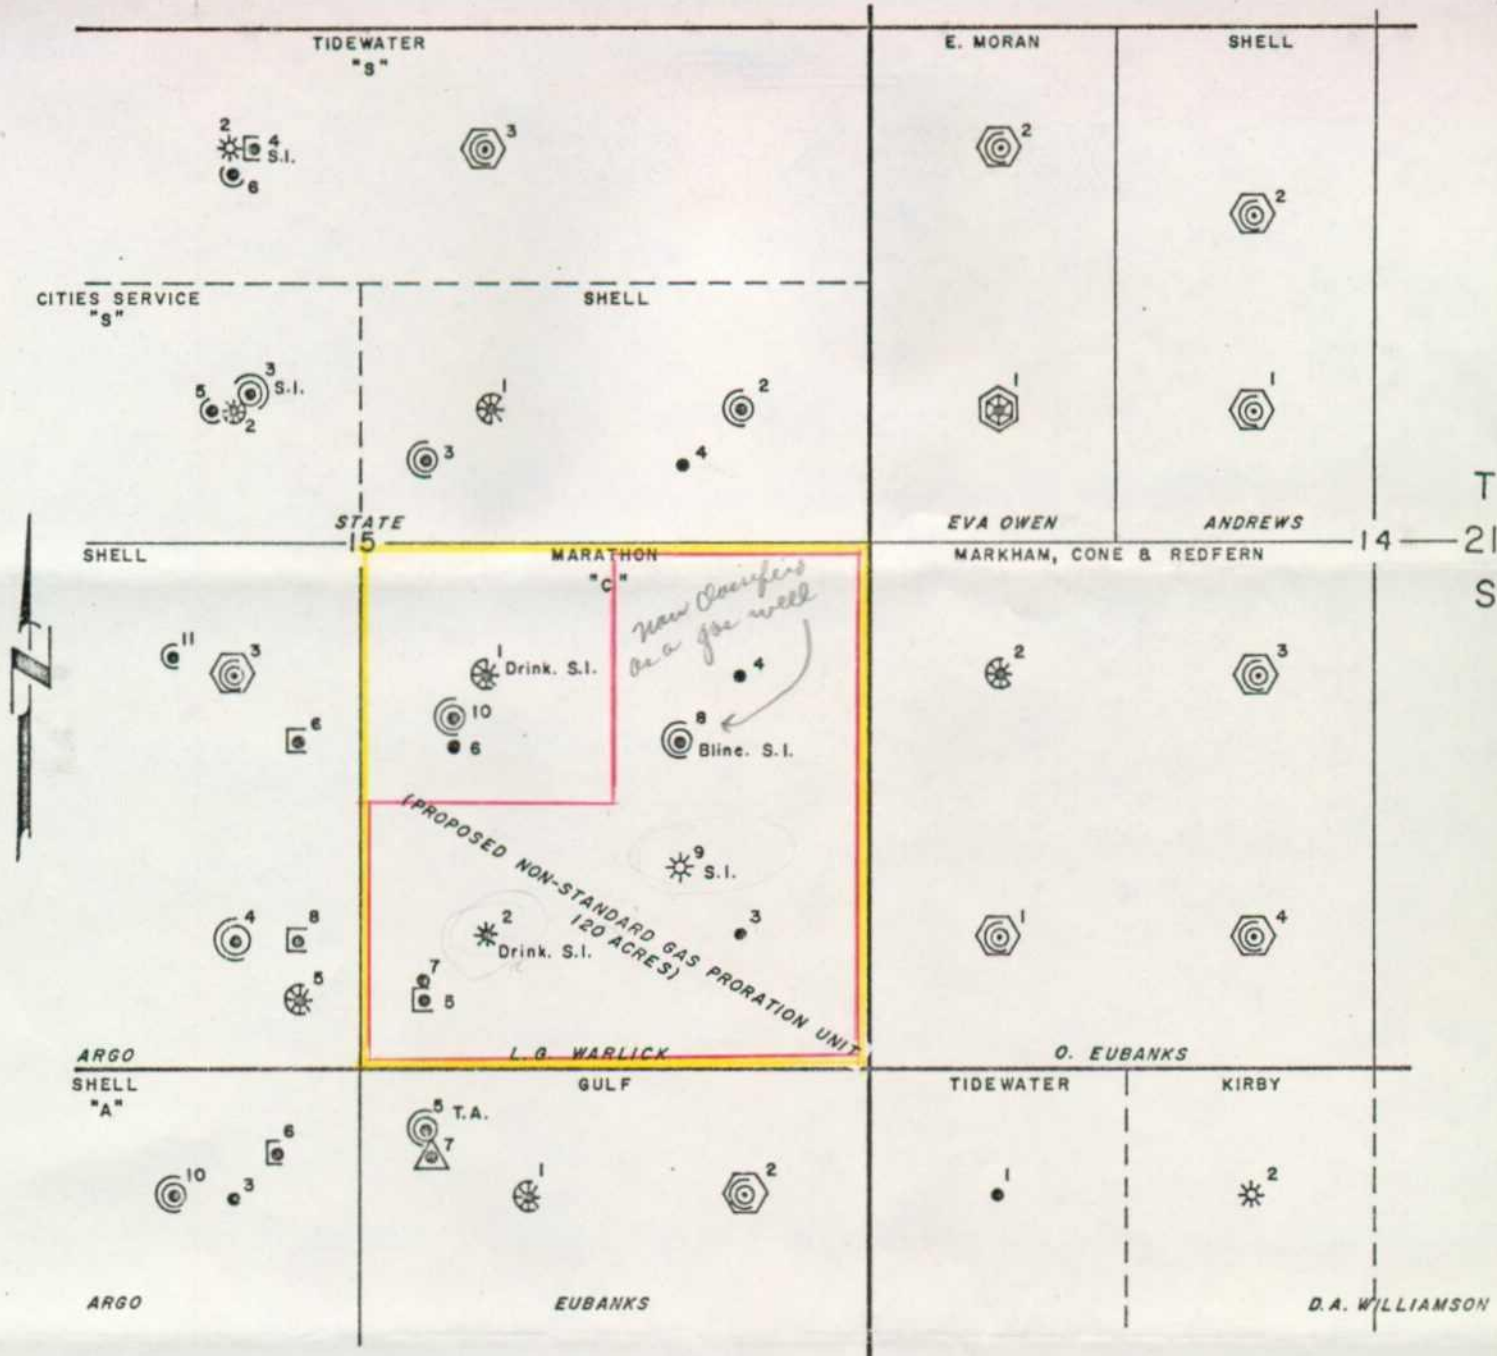 TIDEWATER
"S"
E. MORAN
SHELL
2
4
S.I.
6
3
2
2
CITIES SERVICE
"S"
SHELL
3
S.I.
5
2
1
2
3
4
1
1
STATE
EVA OWEN
ANDREWS
T
21
S
15
14
SHELL
MARATHON
"C"
MARKHAM, CONE & REDFERN
now
as a gas well
11
3
6
1
Drink. S.I.
10
6
4
8
Bline. S.I.
2
3
(PROPOSED NON-STANDARD GAS PRORATION UNIT
120 ACRES)
9
S.I.
4
8
5
2
Drink. S.I.
3
7
5
1
4
ARGO
L.G. WARLICK
O. EUBANKS
SHELL
"A"
GULF
TIDEWATER
KIRBY
6
10
3
5
T.A.
7
1
2
1
2
ARGO
EUBANKS
D.A. WILLIAMSON